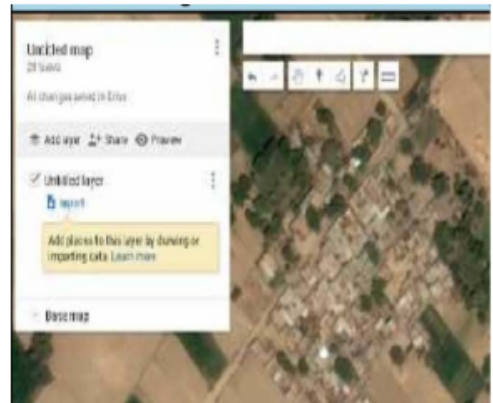 Untitled map
All changes saved in Drive
Add layer Share Preview
Untitled layer
Import
Add places to this layer by drawing or
importing data. Learn more
Base map